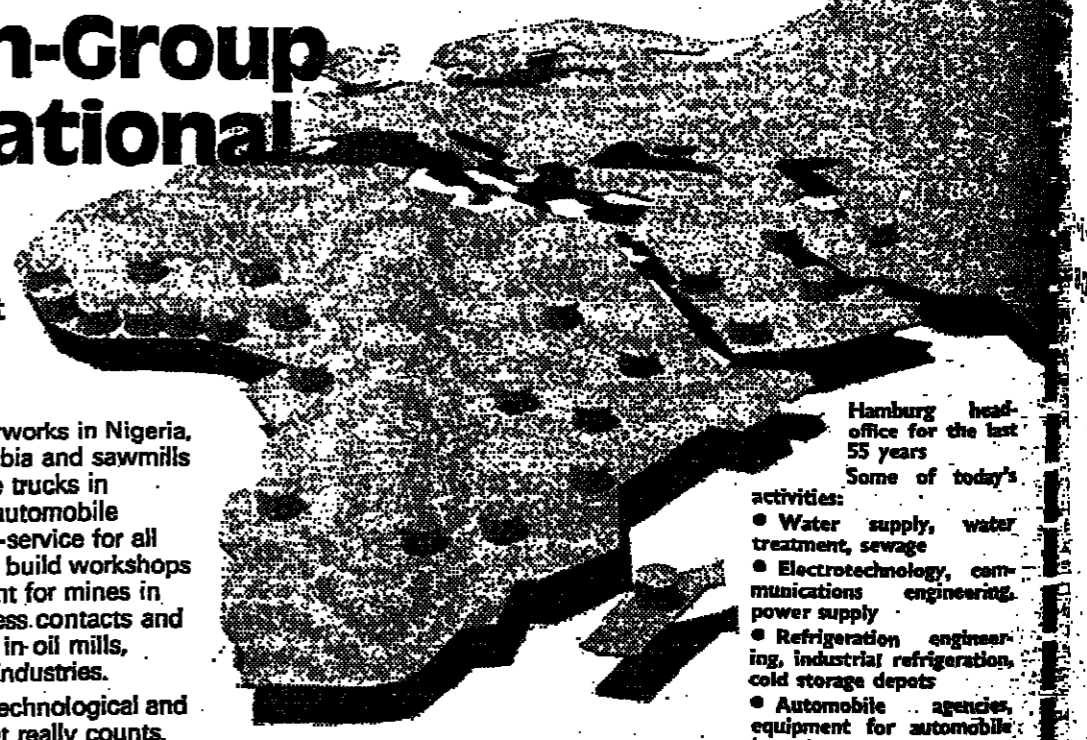 n-Group
ational
t
works in Nigeria,
bia and sawmills
e trucks in
automobile
-service for all
build workshops
nt for mines in
ess contacts and
in oil mills,
industries.
echnological and
t really counts.
Hamburg head-
office for the last
55 years
Some of today's
activities:
• Water supply, water
treatment, sewage
• Electrotechnology, com-
munications engineering,
power supply
• Refrigeration engineer-
ing, industrial refrigeration,
cold storage depots
• Automobile agencies,
equipment for automobile